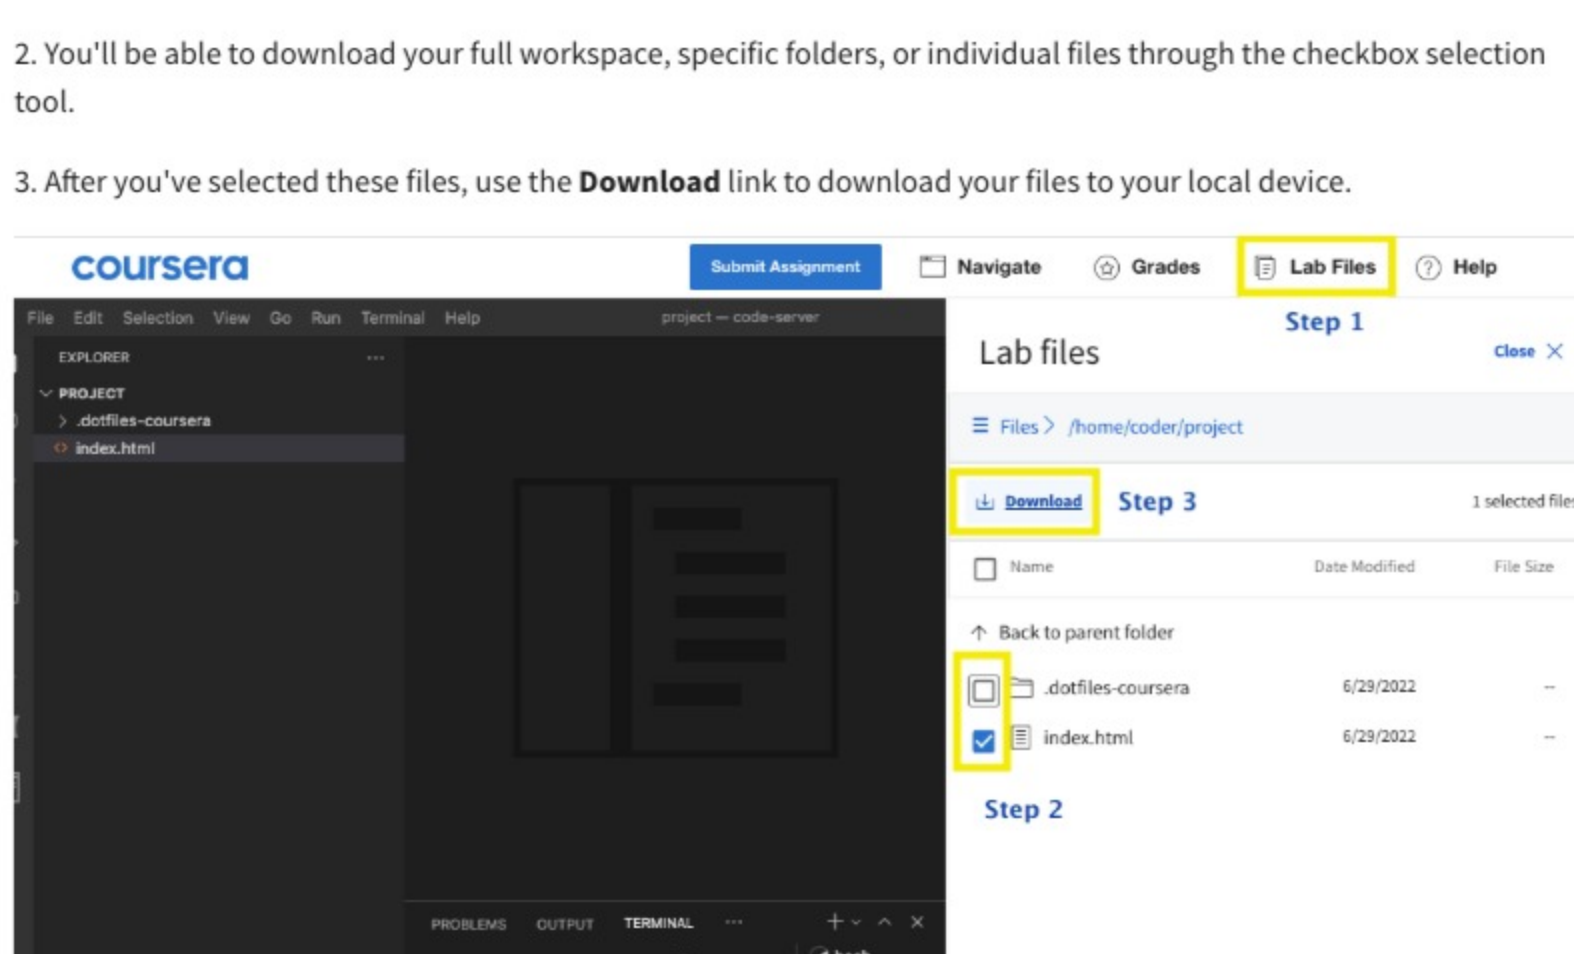 2. You'll be able to download your full workspace, specific folders, or individual files through the checkbox selection
tool.
3. After you've selected these files, use the Download link to download your files to your local device.
coursera
Submit Assignment
Navigate
Grades
Lab Files
Help
Step 1
File Edit Selection View Go Run Terminal Help
project — code-server
EXPLORER
PROJECT
.dotfiles-coursera
index.html
PROBLEMS OUTPUT TERMINAL
Lab files
Close
Files > /home/coder/project
Download
Step 3
1 selected files
Name Date Modified File Size
Back to parent folder
.dotfiles-coursera 6/29/2022 --
index.html 6/29/2022 --
Step 2